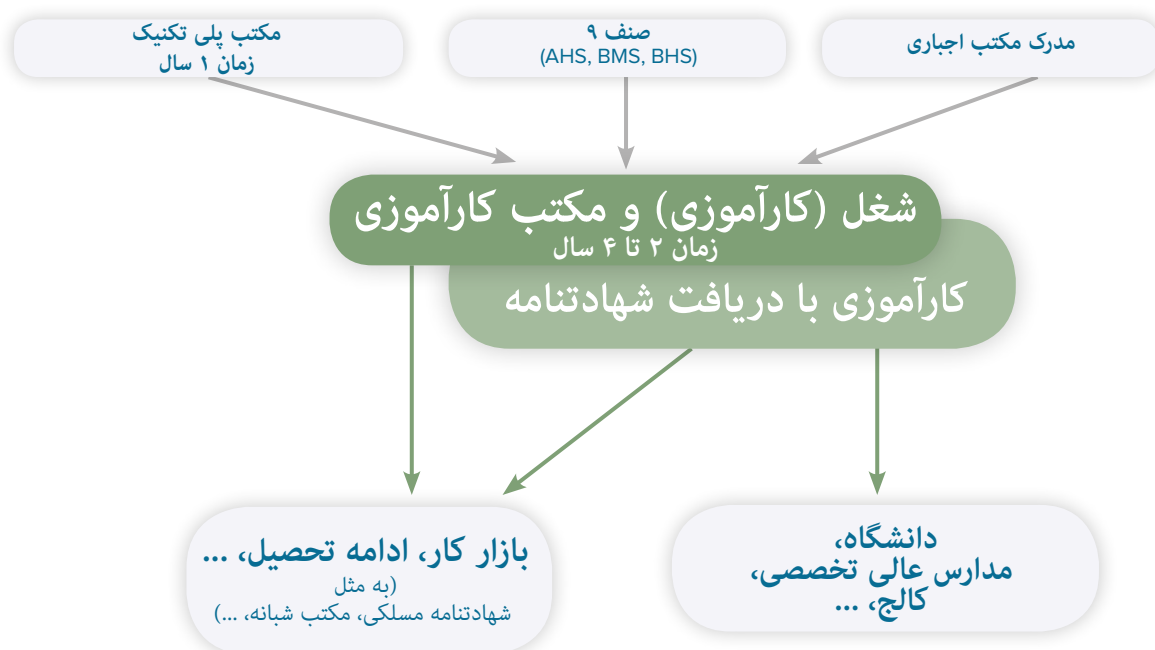 مدرک مکتب اجباری
صنف ۹
(AHS, BMS, BHS)
مکتب پلی تکنیک
زمان ۱ سال
شغل (کارآموزی) و مکتب کارآموزی
زمان ۲ تا ۴ سال
کارآموزی با دریافت شهادتنامه
دانشگاه،
مدارس عالی تخصصی،
کالج، ...
بازار کار، ادامه تحصیل، ...
(به مثل
شهادتنامه مسلکی، مکتب شبانه، ...)